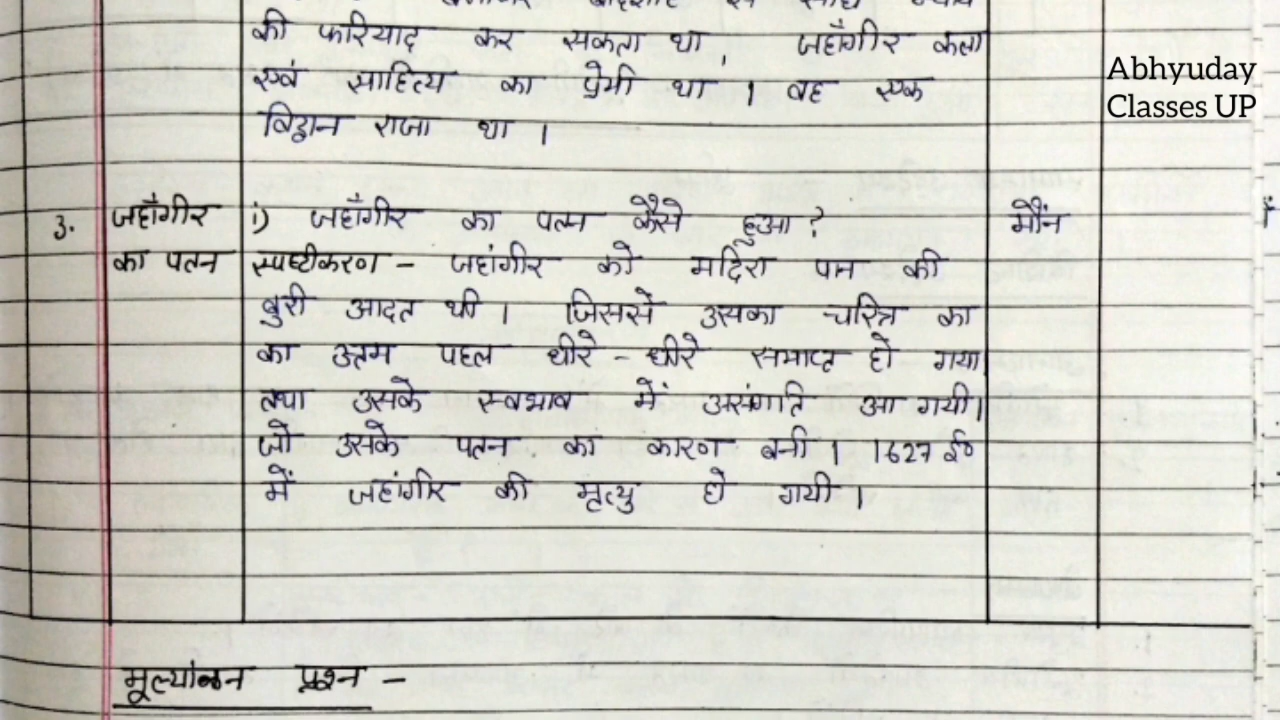 की फरियाद कर सकता था । जहाँगीर कला
एवं साहित्य का प्रेमी था । वह एक
विद्वान राजा था ।
3. जहाँगीर i) जहाँगीर का पतन कैसे हुआ ? मौन
का पतन स्पष्टीकरण - जहांगीर को मदिरा पान की
बुरी आदत थी । जिससे उसका चरित्र का
का उत्तम पहल धीरे - धीरे समाप्त हो गया
तथा उसके स्वभाव में असंगति आ गयी।
जो उसके पतन का कारण बनी । 1627 ई०
में जहांगीर की मृत्यु हो गयी ।
मूल्यांकन प्रश्न -
Abhyuday
Classes UP